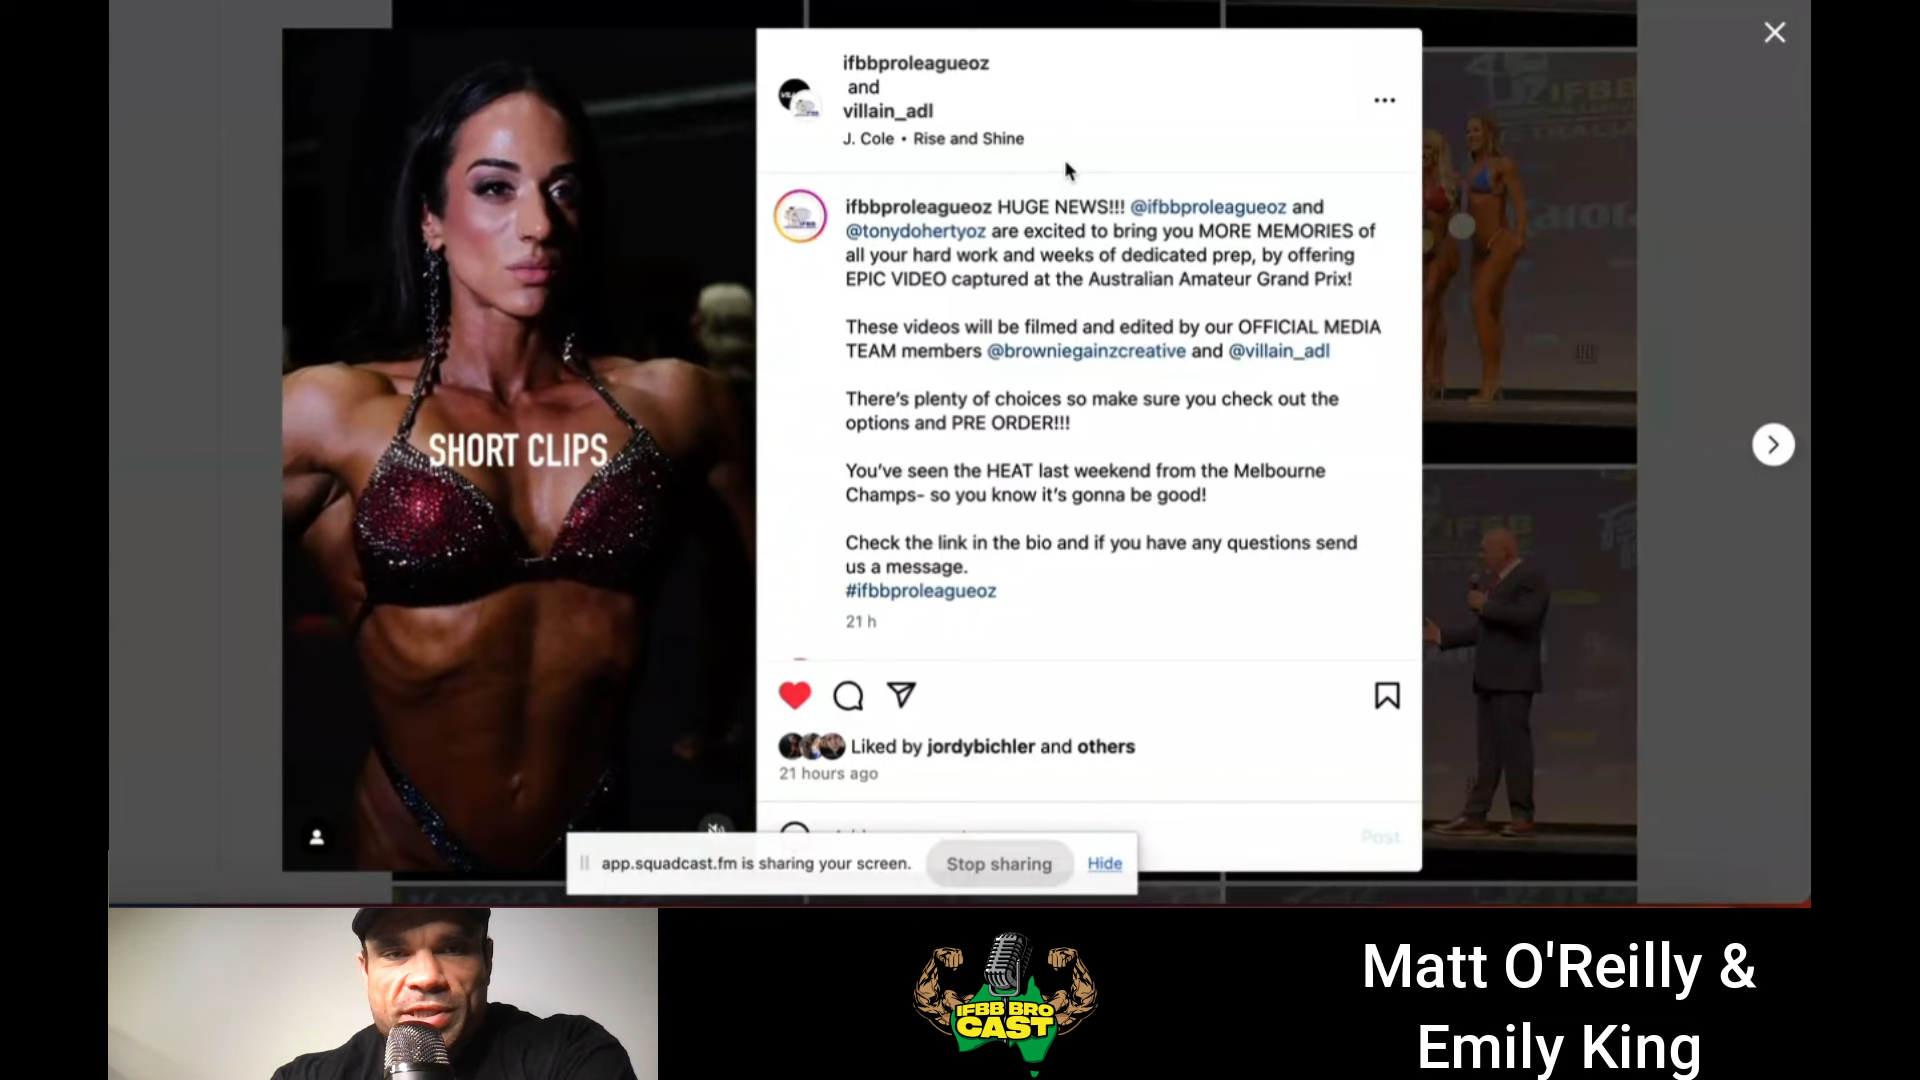 ifbbproleagueoz
and
villain_adl
J. Cole • Rise and Shine
SHORT CLIPS
ifbbproleagueoz HUGE NEWS!!! @ifbbproleagueoz and
@tonydohertyoz are excited to bring you MORE MEMORIES of
all your hard work and weeks of dedicated prep, by offering
EPIC VIDEO captured at the Australian Amateur Grand Prix!
These videos will be filmed and edited by our OFFICIAL MEDIA
TEAM members @browniegainzcreative and @villain_adl
There's plenty of choices so make sure you check out the
options and PRE ORDER!!!
You've seen the HEAT last weekend from the Melbourne
Champs- so you know it's gonna be good!
Check the link in the bio and if you have any questions send
us a message.
#ifbbproleagueoz
21 h
Liked by jordybichler and others
21 hours ago
Post
app.squadcast.fm is sharing your screen.
Stop sharing
Hide
IFBB
IFBB
IFBB BRO
CAST
Matt O'Reilly &
Emily King